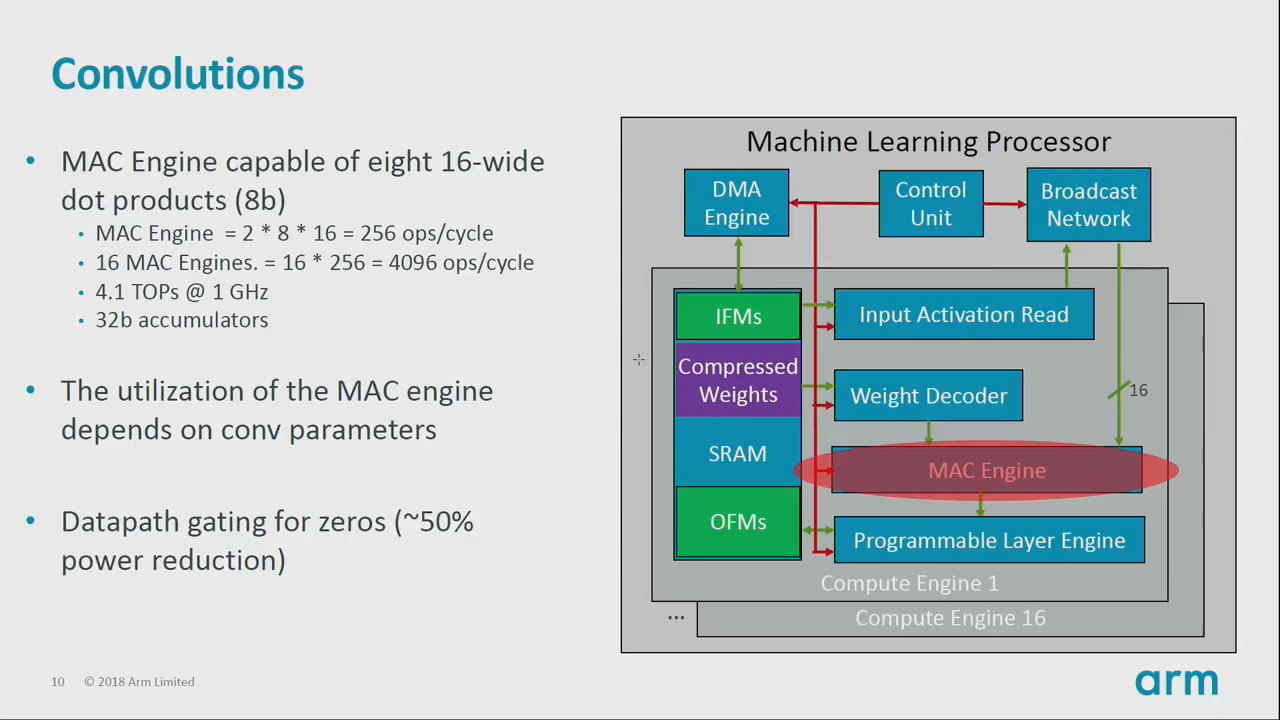 Convolutions
• MAC Engine capable of eight 16-wide
dot products (8b)
• MAC Engine = 2 * 8 * 16 = 256 ops/cycle
• 16 MAC Engines. = 16 * 256 = 4096 ops/cycle
• 4.1 TOPs @ 1 GHz
• 32b accumulators
• The utilization of the MAC engine
depends on conv parameters
• Datapath gating for zeros (~50%
power reduction)
Machine Learning Processor
DMA
Engine
Control
Unit
Broadcast
Network
IFMs
Input Activation Read
Compressed
Weights
Weight Decoder
16
SRAM
MAC Engine
OFMs
Programmable Layer Engine
Compute Engine 1
...
Compute Engine 16
10 © 2018 Arm Limited
arm